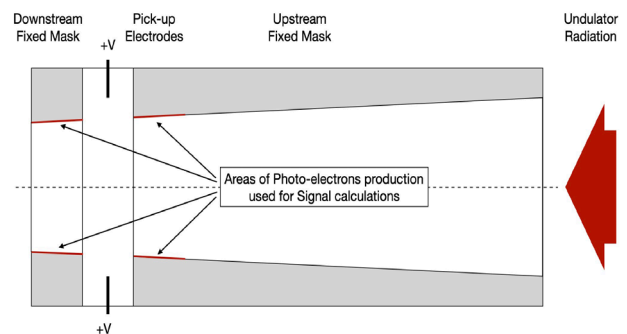 Downstream
Fixed Mask
Pick-up
Electrodes
Upstream
Fixed Mask
Undulator
Radiation
+V
Areas of Photo-electrons production
used for Signal calculations
+V